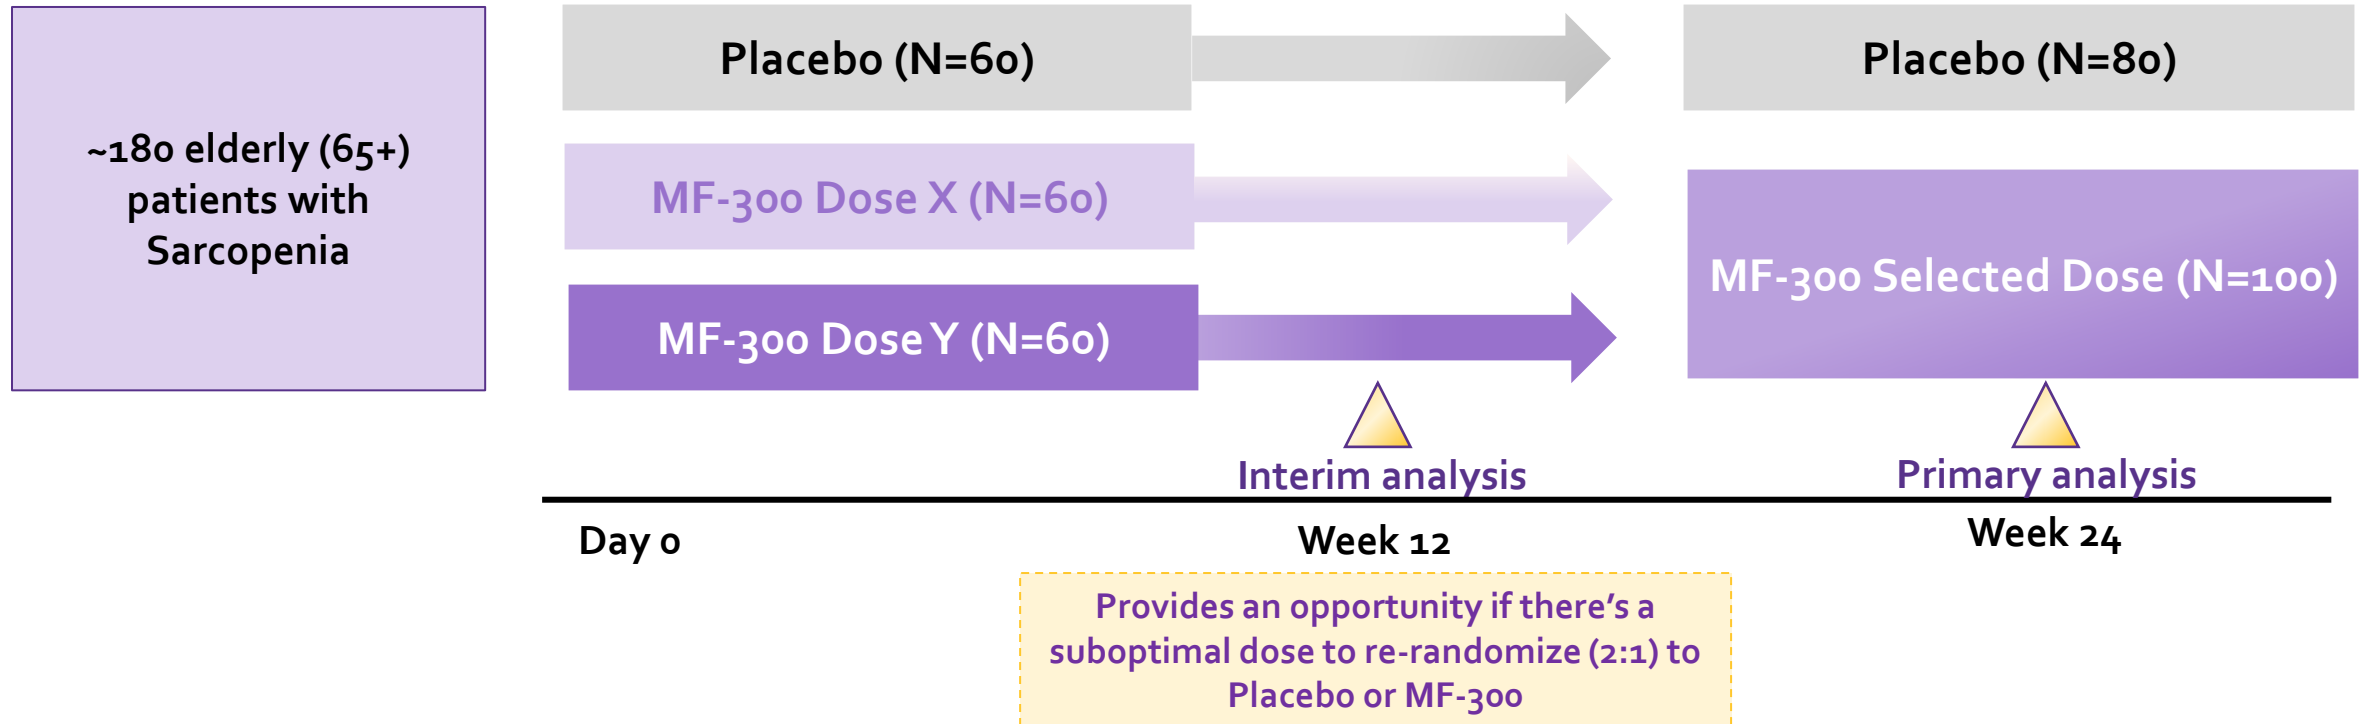 ~180 elderly (65+)
patients with
Sarcopenia
Placebo (N=60)
Placebo (N=80)
MF-300 Dose X (N=60)
MF-300 Dose Y (N=60)
MF-300 Selected Dose (N=100)
Interim analysis
Primary analysis
Day 0
Week 12
Week 24
Provides an opportunity if there’s a
suboptimal dose to re-randomize (2:1) to
Placebo or MF-300